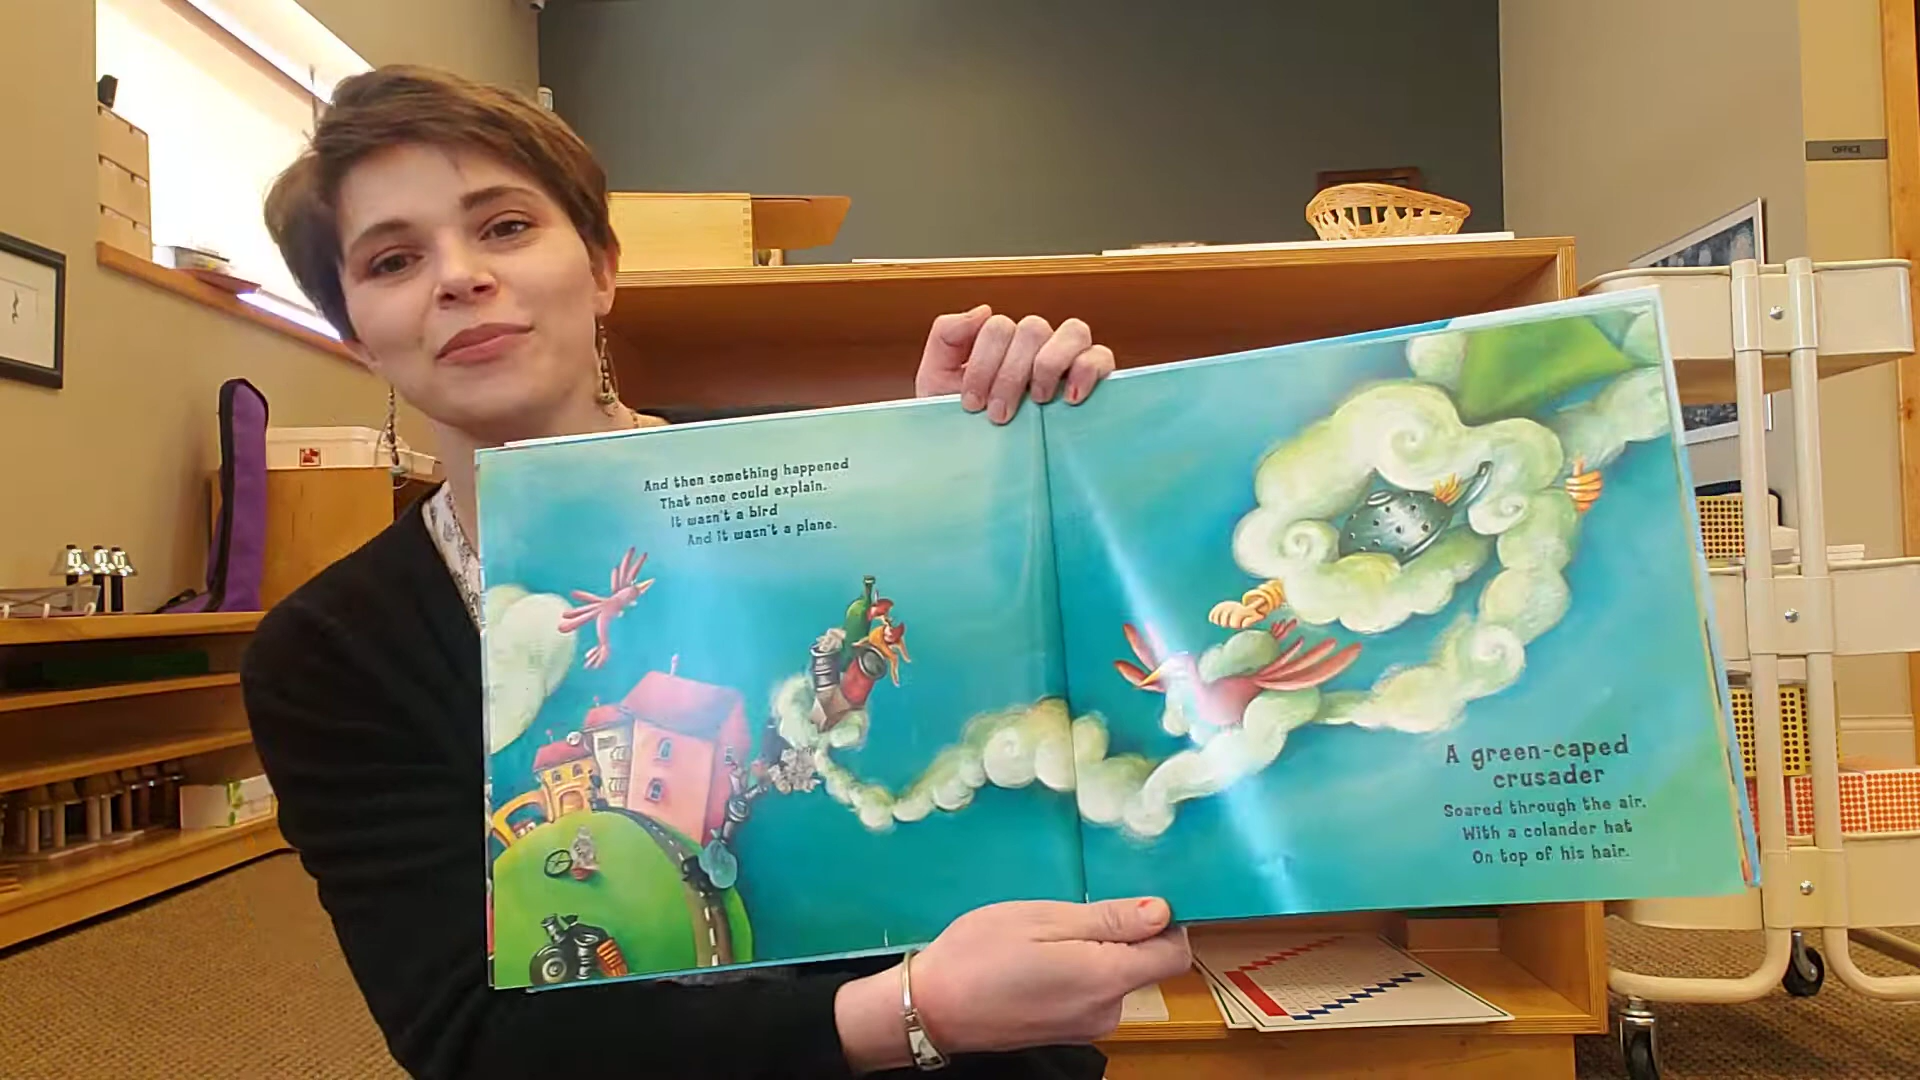 And then something happened
That none could explain.
It wasn't a bird
And it wasn't a plane.
A green-caped
crusader
Soared through the air.
With a colander hat
On top of his hair.
OFFICE